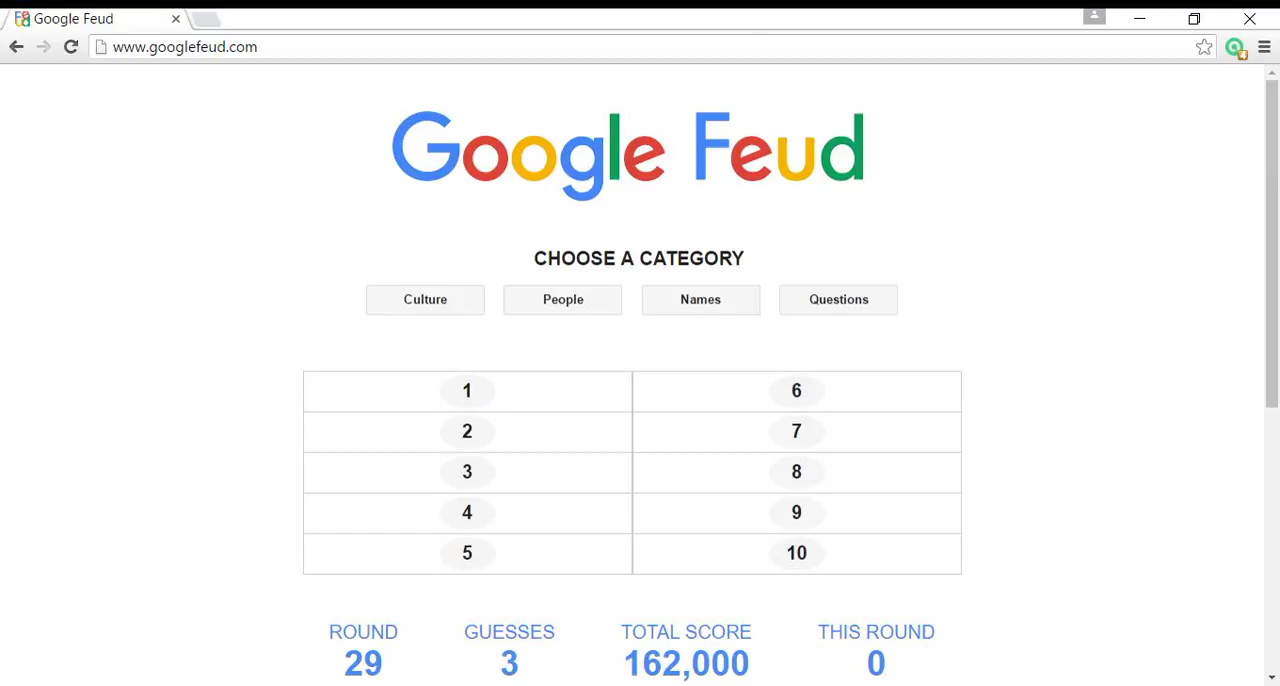 Google Feud
www.googlefeud.com
Google Feud
CHOOSE A CATEGORY
Culture People Names Questions
1 6
2 7
3 8
4 9
5 10
ROUND GUESSES TOTAL SCORE THIS ROUND
29 3 162,000 0